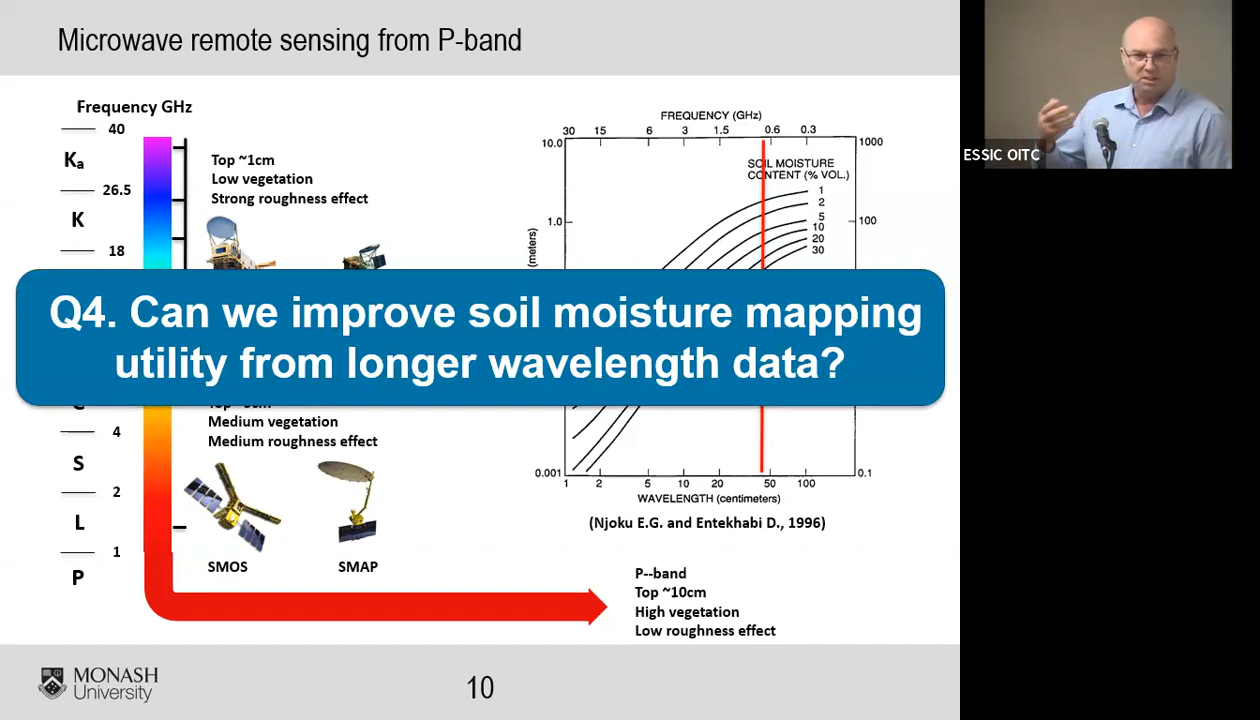 Microwave remote sensing from P-band
Frequency GHz
40
Ka
26.5
K
18
4
S
2
L
1
P
Top ~1cm
Low vegetation
Strong roughness effect
Q4. Can we improve soil moisture mapping
utility from longer wavelength data?
Medium vegetation
Medium roughness effect
SMOS
SMAP
FREQUENCY (GHz)
30 15 6 3 1.5 0.6 0.3
10.0
1000
SOIL MOISTURE
CONTENT (% VOL.)
1
2
5
10
20
30
1.0
100
(meters)
0.001
0.1
1 2 5 10 20 50 100
WAVELENGTH (centimeters)
(Njoku E.G. and Entekhabi D., 1996)
P--band
Top ~10cm
High vegetation
Low roughness effect
MONASH
University
10
ESSIC OITC